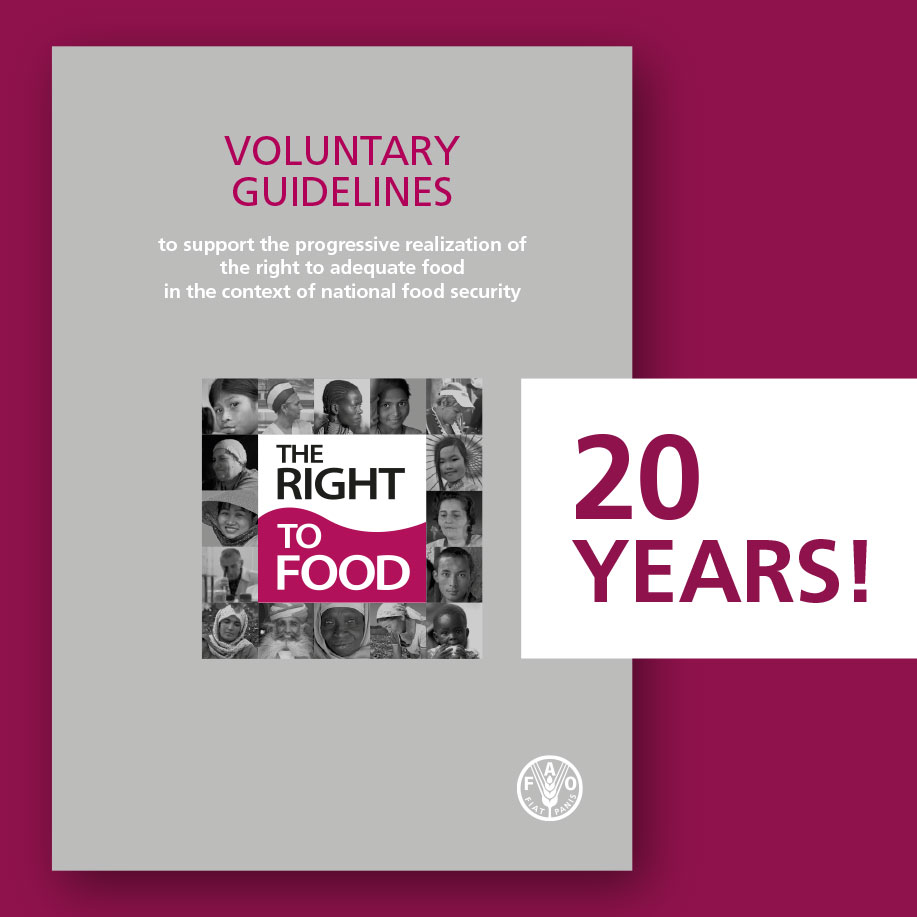 VOLUNTARY
GUIDELINES
to support the progressive realization of
the right to adequate food
in the context of national food security
THE
RIGHT
TO
FOOD
20
YEARS!
F A O
FIAT PANIS